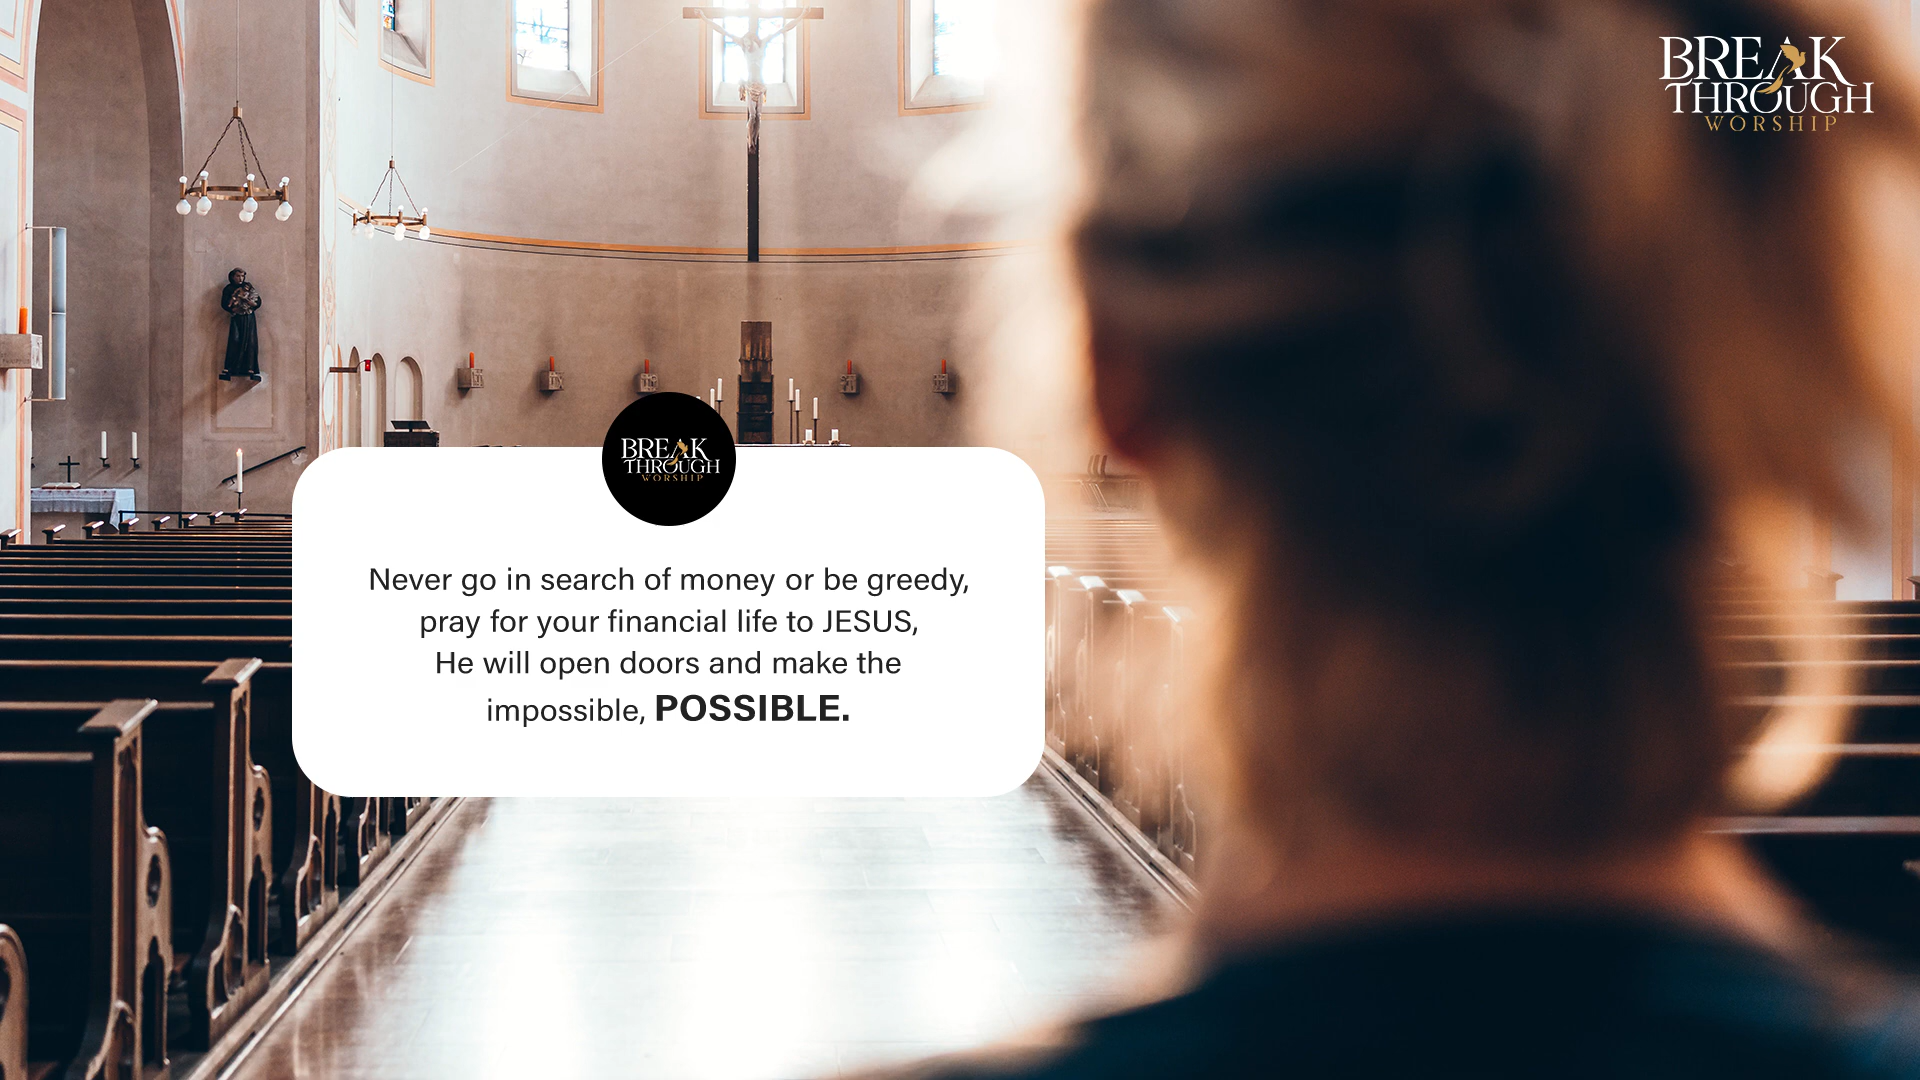 BREAK
THROUGH
WORSHIP
BREAK
THROUGH
WORSHIP
Never go in search of money or be greedy,
pray for your financial life to JESUS,
He will open doors and make the
impossible, POSSIBLE.